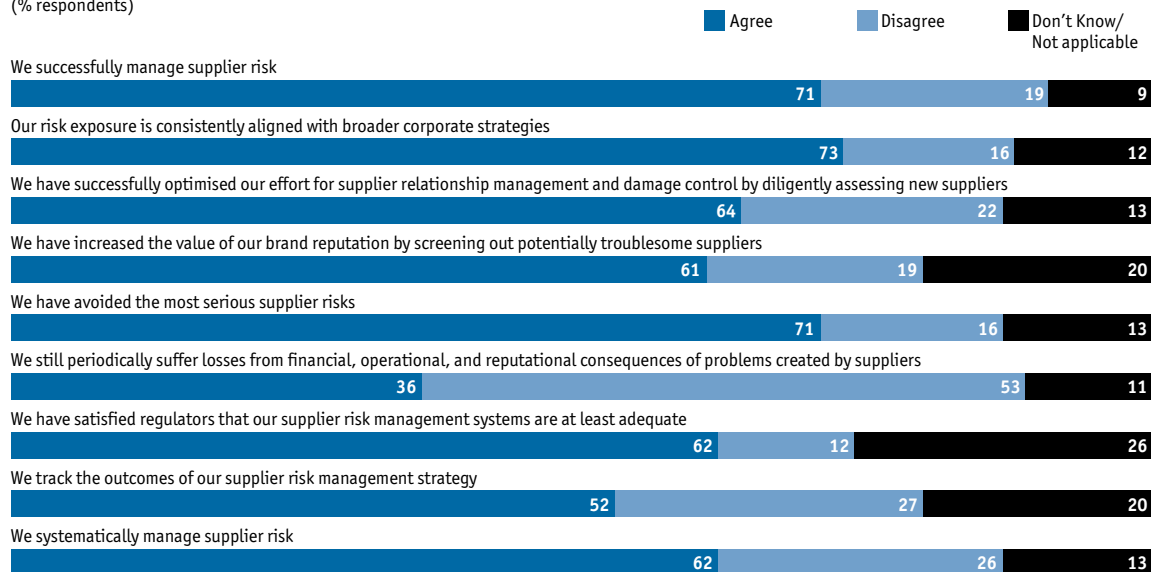 (% respondents)
Agree Disagree Don’t Know/
Not applicable
We successfully manage supplier risk
71 19 9
Our risk exposure is consistently aligned with broader corporate strategies
73 16 12
We have successfully optimised our effort for supplier relationship management and damage control by diligently assessing new suppliers
64 22 13
We have increased the value of our brand reputation by screening out potentially troublesome suppliers
61 19 20
We have avoided the most serious supplier risks
71 16 13
We still periodically suffer losses from financial, operational, and reputational consequences of problems created by suppliers
36 53 11
We have satisfied regulators that our supplier risk management systems are at least adequate
62 12 26
We track the outcomes of our supplier risk management strategy
52 27 20
We systematically manage supplier risk
62 26 13